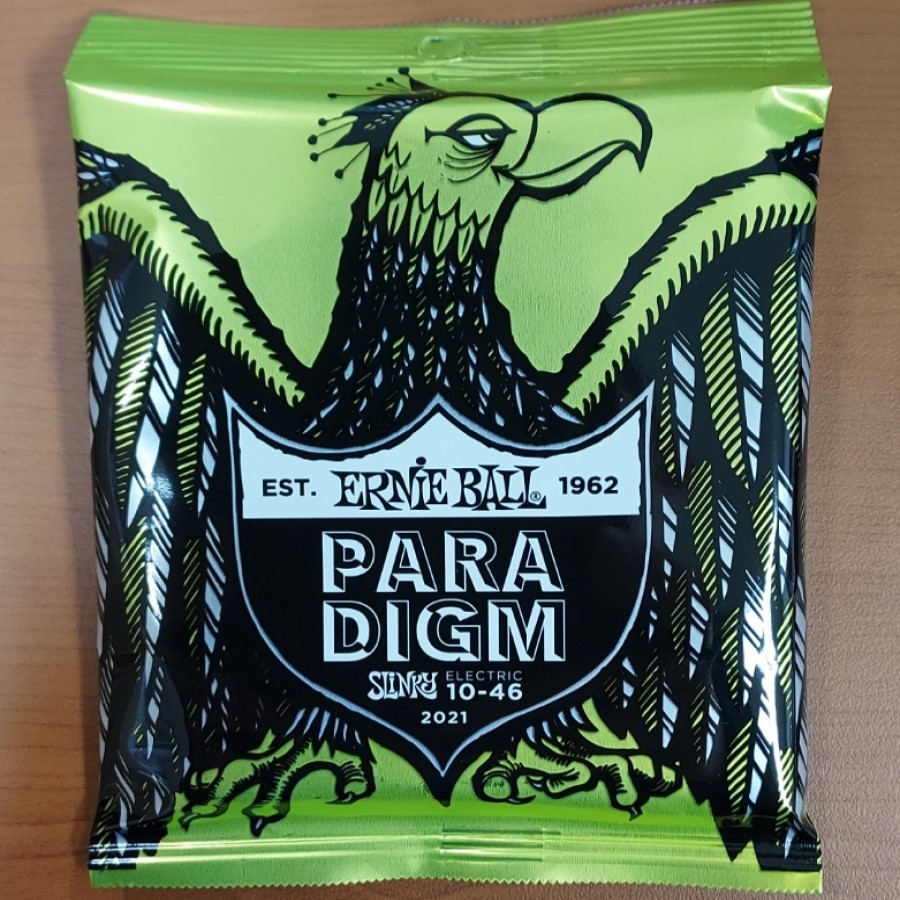 EST. ERNIE BALL® 1962
PARA
DIGM
SLINKY ELECTRIC
10-46
2021